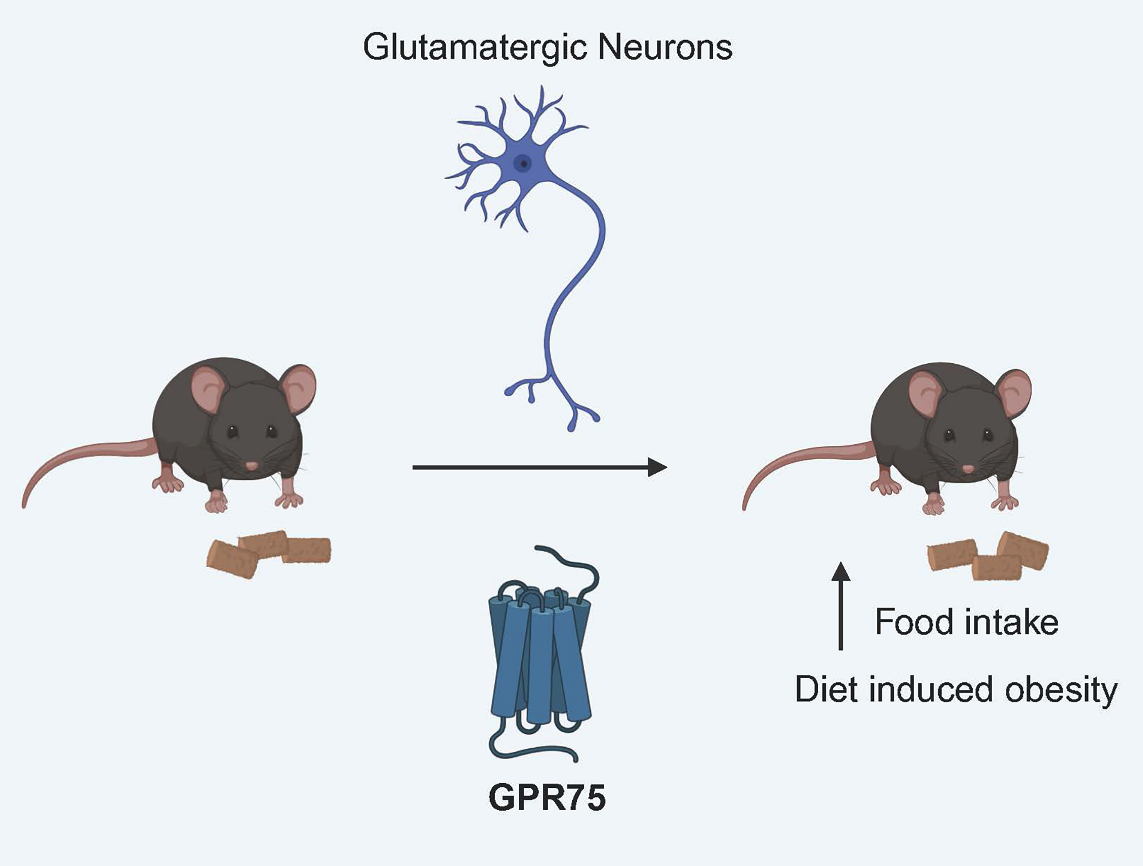 Glutamatergic Neurons
Food intake
Diet induced obesity
GPR75